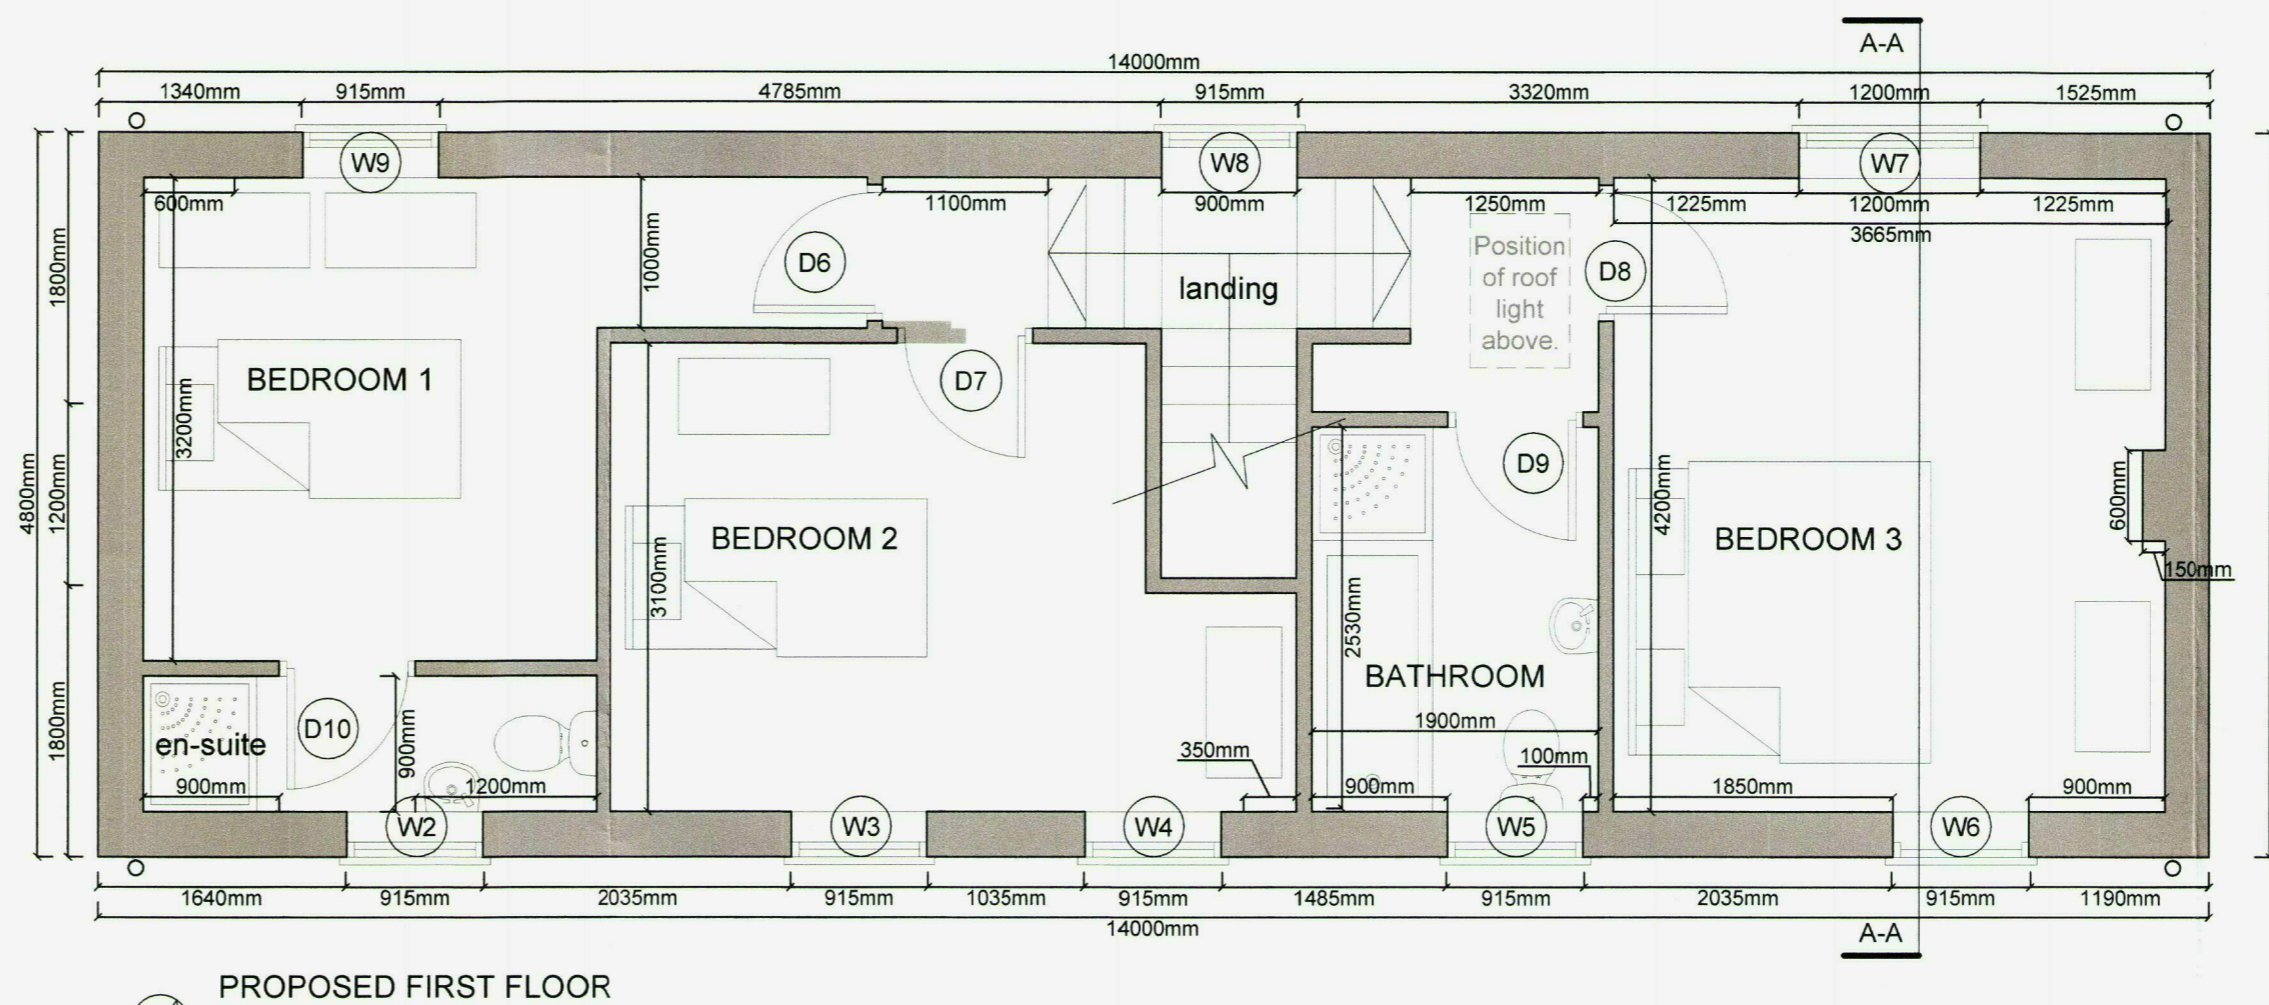 A-A
14000mm
1340mm 915mm 4785mm 915mm 3320mm 1200mm 1525mm
W9 W8 W7
600mm 1100mm 900mm 1250mm 1225mm 1200mm 1225mm
3665mm
4800mm
1800mm
1200mm
1800mm
1000mm
D6
landing
Position
of roof
light
above.
D8
BEDROOM 1
3200mm
D7
D9
BEDROOM 2
3100mm
4200mm
BEDROOM 3
600mm
150mm
2530mm
BATHROOM
1900mm
D10
en-suite
900mm
900mm
1200mm
350mm
900mm
100mm
1850mm
900mm
W2 W3 W4 W5 W6
1640mm 915mm 2035mm 915mm 1035mm 915mm 1485mm 915mm 2035mm 915mm 1190mm
14000mm
A-A
PROPOSED FIRST FLOOR